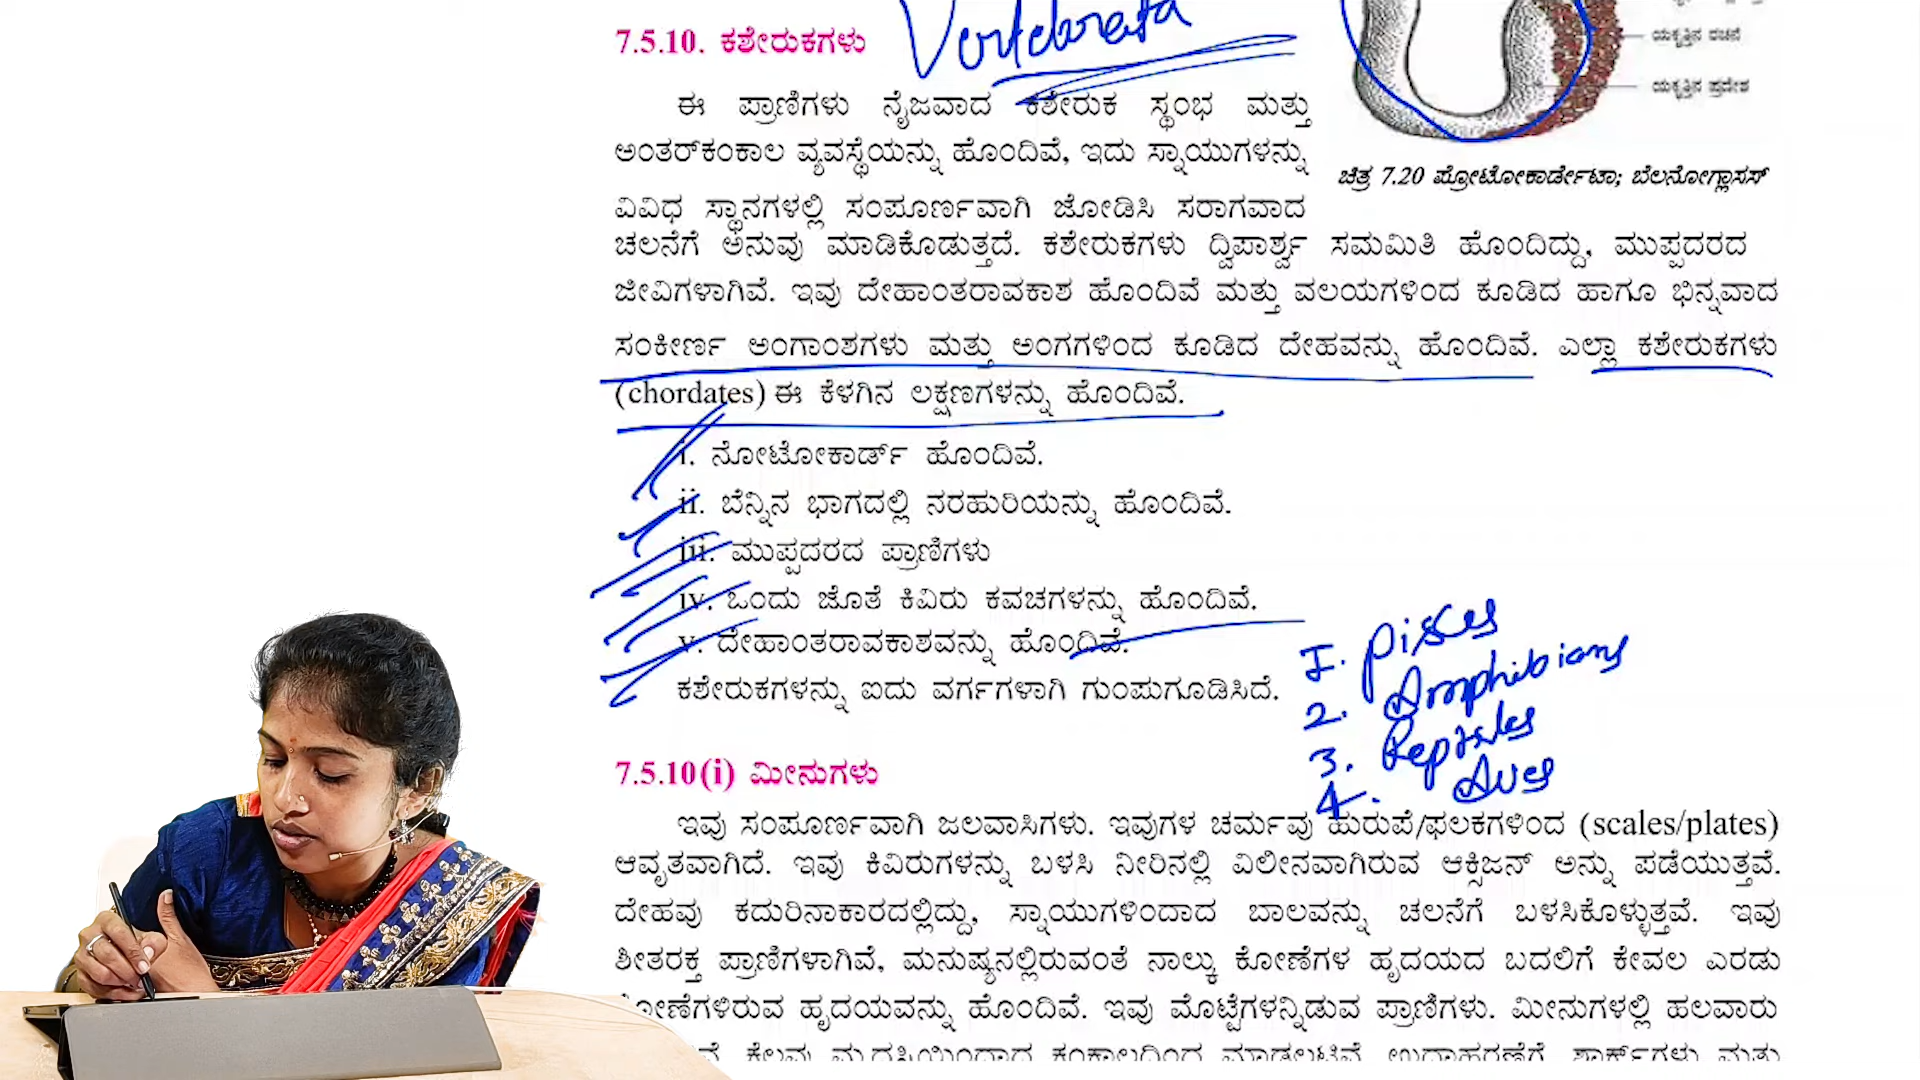 7.5.10. ಕಶೇರುಕಗಳು
Vertebrata
ಯಕೃತ್ತಿನ ಪ್ರದೇಶ
ಈ ಪ್ರಾಣಿಗಳು ನೈಜವಾದ ಕಶೇರುಕ ಸ್ಥಂಭ ಮತ್ತು
ಅಂತರ್‌ಕಂಕಾಲ ವ್ಯವಸ್ಥೆಯನ್ನು ಹೊಂದಿವೆ, ಇದು ಸ್ನಾಯುಗಳನ್ನು
ಚಿತ್ರ 7.20 ಪ್ರೋಟೋಕಾರ್ಡೇಟಾ; ಬೆಲನೋಗ್ಲಾಸಸ್
ವಿವಿಧ ಸ್ಥಾನಗಳಲ್ಲಿ ಸಂಪೂರ್ಣವಾಗಿ ಜೋಡಿಸಿ ಸರಾಗವಾದ
ಚಲನೆಗೆ ಅನುವು ಮಾಡಿಕೊಡುತ್ತದೆ. ಕಶೇರುಕಗಳು ದ್ವಿಪಾರ್ಶ್ವ ಸಮಮಿತಿ ಹೊಂದಿದ್ದು, ಮುಪ್ಪದರದ
ಜೀವಿಗಳಾಗಿವೆ. ಇವು ದೇಹಾಂತರಾವಕಾಶ ಹೊಂದಿವೆ ಮತ್ತು ವಲಯಗಳಿಂದ ಕೂಡಿದ ಹಾಗೂ ಭಿನ್ನವಾದ
ಸಂಕೀರ್ಣ ಅಂಗಾಂಶಗಳು ಮತ್ತು ಅಂಗಗಳಿಂದ ಕೂಡಿದ ದೇಹವನ್ನು ಹೊಂದಿವೆ. ಎಲ್ಲಾ ಕಶೇರುಕಗಳು
(chordates) ಈ ಕೆಳಗಿನ ಲಕ್ಷಣಗಳನ್ನು ಹೊಂದಿವೆ.
i. ನೋಟೋಕಾರ್ಡ್ ಹೊಂದಿವೆ.
ii. ಬೆನ್ನಿನ ಭಾಗದಲ್ಲಿ ನರಹುರಿಯನ್ನು ಹೊಂದಿವೆ.
iii. ಮುಪ್ಪದರದ ಪ್ರಾಣಿಗಳು
iv. ಒಂದು ಜೊತೆ ಕಿವಿರು ಕವಚಗಳನ್ನು ಹೊಂದಿವೆ.
v. ದೇಹಾಂತರಾವಕಾಶವನ್ನು ಹೊಂದಿವೆ.
ಕಶೇರುಕಗಳನ್ನು ಐದು ವರ್ಗಗಳಾಗಿ ಗುಂಪುಗೂಡಿಸಿದೆ.
1. Pisces
2. Amphibians
3. Reptiles
4. Aves
7.5.10(i) ಮೀನುಗಳು
ಇವು ಸಂಪೂರ್ಣವಾಗಿ ಜಲವಾಸಿಗಳು. ಇವುಗಳ ಚರ್ಮವು ಹುರುಪೆ/ಫಲಕಗಳಿಂದ (scales/plates)
ಆವೃತವಾಗಿದೆ. ಇವು ಕಿವಿರುಗಳನ್ನು ಬಳಸಿ ನೀರಿನಲ್ಲಿ ವಿಲೀನವಾಗಿರುವ ಆಕ್ಸಿಜನ್ ಅನ್ನು ಪಡೆಯುತ್ತವೆ.
ದೇಹವು ಕದುರಿನಾಕಾರದಲ್ಲಿದ್ದು, ಸ್ನಾಯುಗಳಿಂದಾದ ಬಾಲವನ್ನು ಚಲನೆಗೆ ಬಳಸಿಕೊಳ್ಳುತ್ತವೆ. ಇವು
ಶೀತರಕ್ತ ಪ್ರಾಣಿಗಳಾಗಿವೆ, ಮನುಷ್ಯನಲ್ಲಿರುವಂತೆ ನಾಲ್ಕು ಕೋಣೆಗಳ ಹೃದಯದ ಬದಲಿಗೆ ಕೇವಲ ಎರಡು
ಕೋಣೆಗಳಿರುವ ಹೃದಯವನ್ನು ಹೊಂದಿವೆ. ಇವು ಮೊಟ್ಟೆಗಳನ್ನಿಡುವ ಪ್ರಾಣಿಗಳು. ಮೀನುಗಳಲ್ಲಿ ಹಲವಾರು